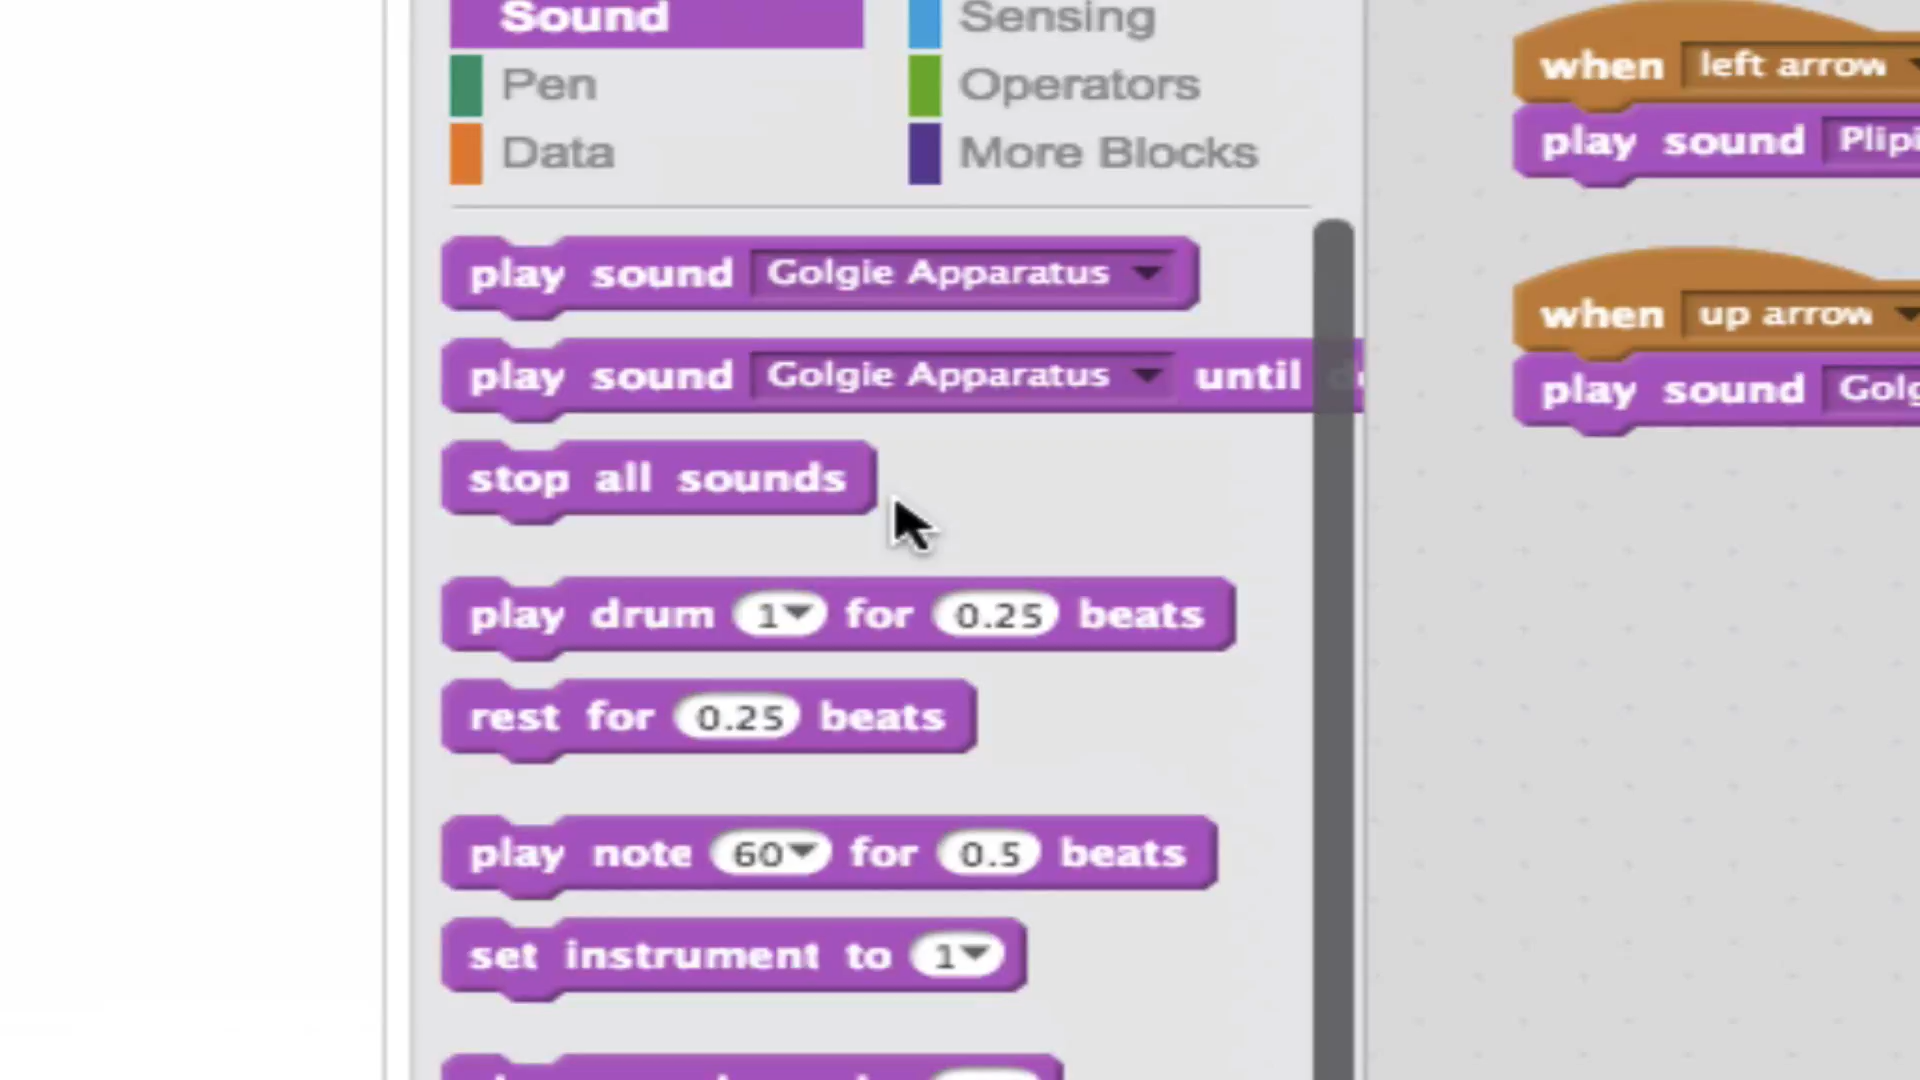 Sound
Sensing
Pen
Operators
Data
More Blocks
play sound Golgie Apparatus
play sound Golgie Apparatus until
stop all sounds
play drum 1 for 0.25 beats
rest for 0.25 beats
play note 60 for 0.5 beats
set instrument to 1
when left arrow
play sound Plipi
when up arrow
play sound Golg